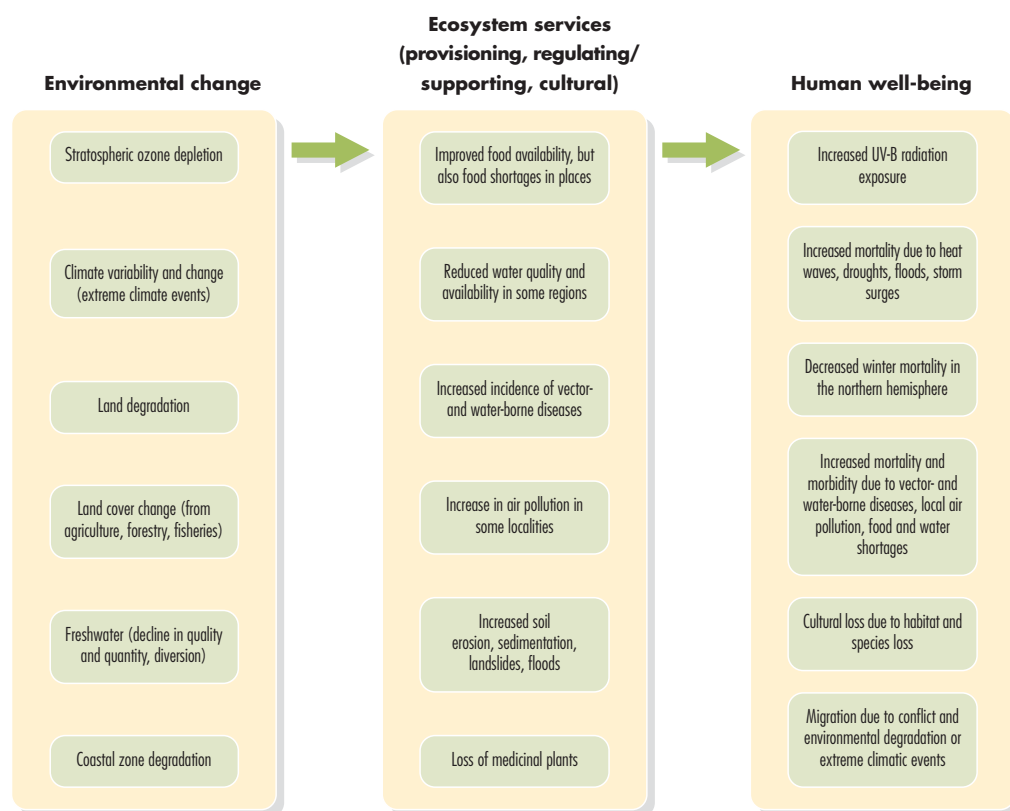 Environmental change
Stratospheric ozone depletion
Climate variability and change
(extreme climate events)
Land degradation
Land cover change (from
agriculture, forestry, fisheries)
Freshwater (decline in quality
and quantity, diversion)
Coastal zone degradation
Ecosystem services
(provisioning, regulating/
supporting, cultural)
Improved food availability, but
also food shortages in places
Reduced water quality and
availability in some regions
Increased incidence of vector-
and water-borne diseases
Increase in air pollution in
some localities
Increased soil
erosion, sedimentation,
landslides, floods
Loss of medicinal plants
Human well-being
Increased UV-B radiation
exposure
Increased mortality due to heat
waves, droughts, floods, storm
surges
Decreased winter mortality in
the northern hemisphere
Increased mortality and
morbidity due to vector- and
water-borne diseases, local air
pollution, food and water
shortages
Cultural loss due to habitat and
species loss
Migration due to conflict and
environmental degradation or
extreme climatic events